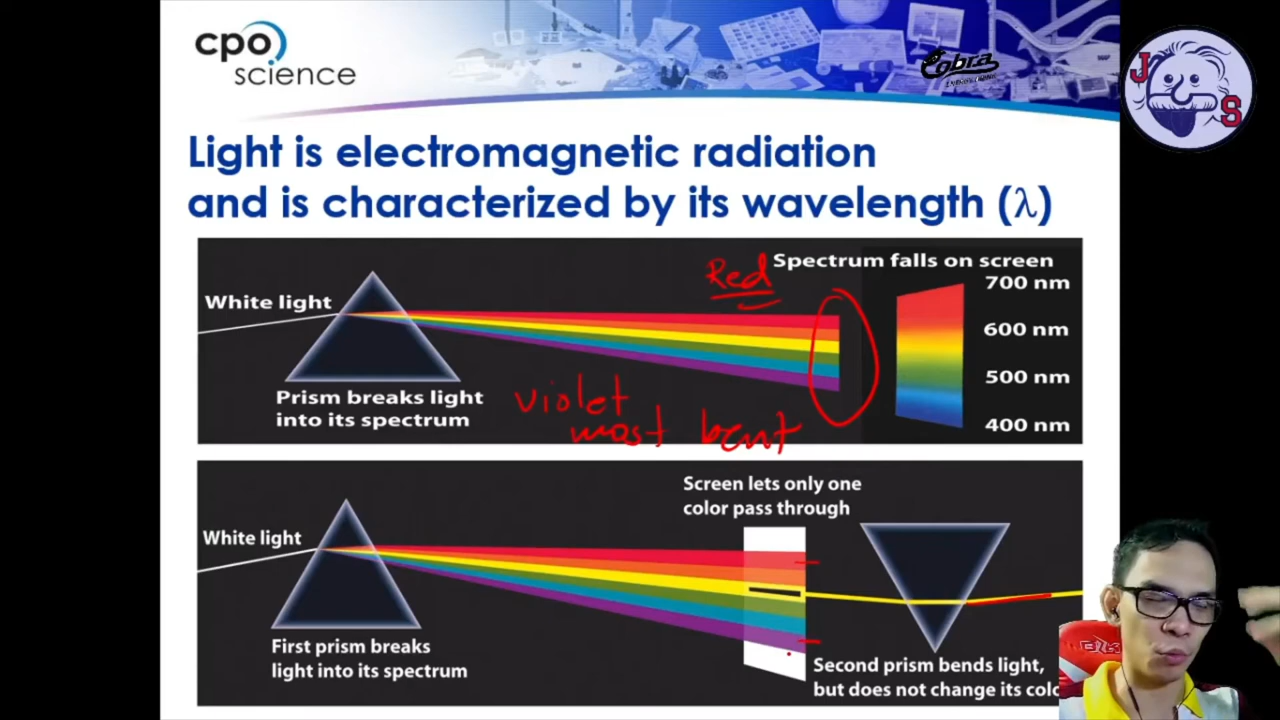 cpo
science
Cobra
J
S
Light is electromagnetic radiation
and is characterized by its wavelength (λ)
White light
Red
Spectrum falls on screen
700 nm
600 nm
500 nm
400 nm
Prism breaks light
into its spectrum
violet
most bent
White light
Screen lets only one
color pass through
First prism breaks
light into its spectrum
Second prism bends light,
but does not change its colo